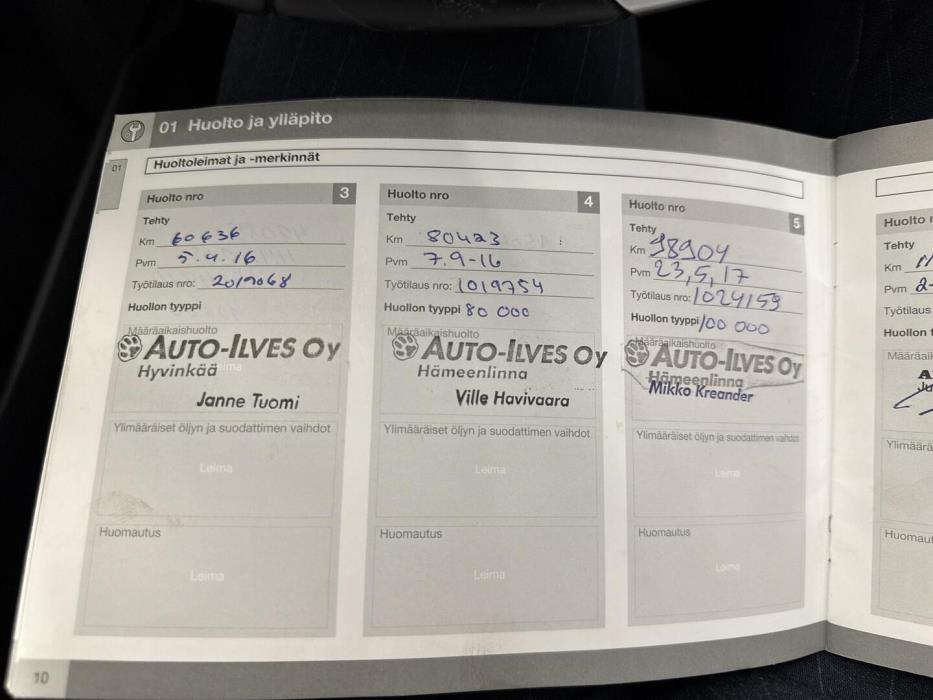 01 Huolto ja ylläpito
01
Huoltoleimat ja -merkinnät
Huolto nro 3
Tehty
Km 60636
Pvm 5.4.16
Työtilaus nro: 2019068
Huollon tyyppi
Määräaikaishuolto
AUTO-ILVES Oy
Hyvinkää
Janne Tuomi
Ylimääräiset öljyn ja suodattimen vaihdot
Leima
Huomautus
Leima
Huolto nro 4
Tehty
Km 80423
Pvm 7.9-16
Työtilaus nro: 1019754
Huollon tyyppi 80 000
Määräaikaishuolto
AUTO-ILVES Oy
Hämeenlinna
Ville Havivaara
Ylimääräiset öljyn ja suodattimen vaihdot
Leima
Huomautus
Leima
Huolto nro 5
Tehty
Km 98904
Pvm 23,5,17
Työtilaus nro: 1024159
Huollon tyyppi 100 000
Määräaikaishuolto
AUTO-ILVES Oy
Hämeenlinna
Mikko Kreander
Ylimääräiset öljyn ja suodattimen vaihdot
Leima
Huomautus
Leima
Huolto
Tehty
Km
Pvm 2-
Työtilaus
Huollon
10